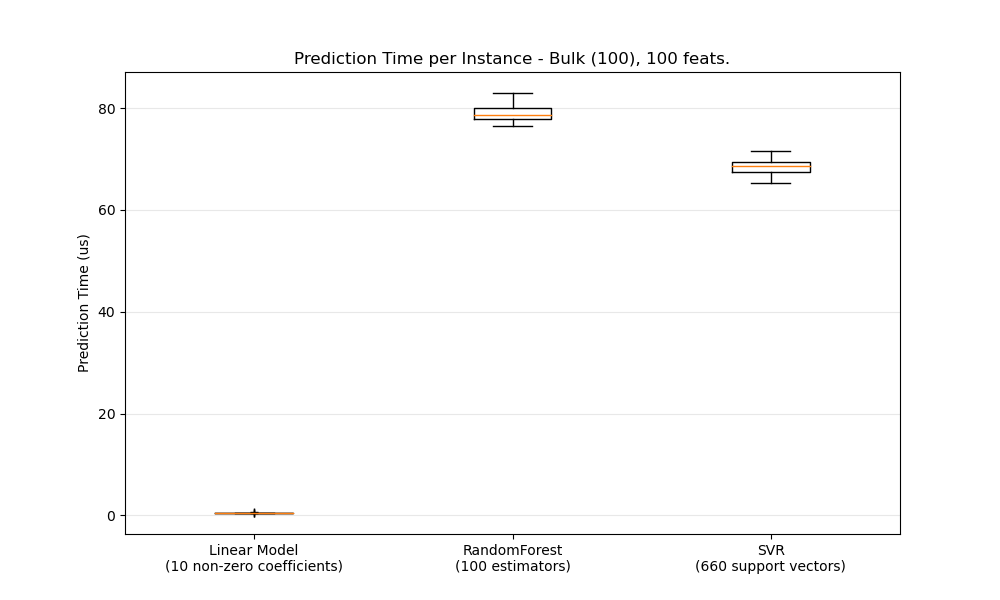 Prediction Time per Instance - Bulk (100), 100 feats.
Prediction Time (us)
80
60
40
20
0
Linear Model
(10 non-zero coefficients)
RandomForest
(100 estimators)
SVR
(660 support vectors)